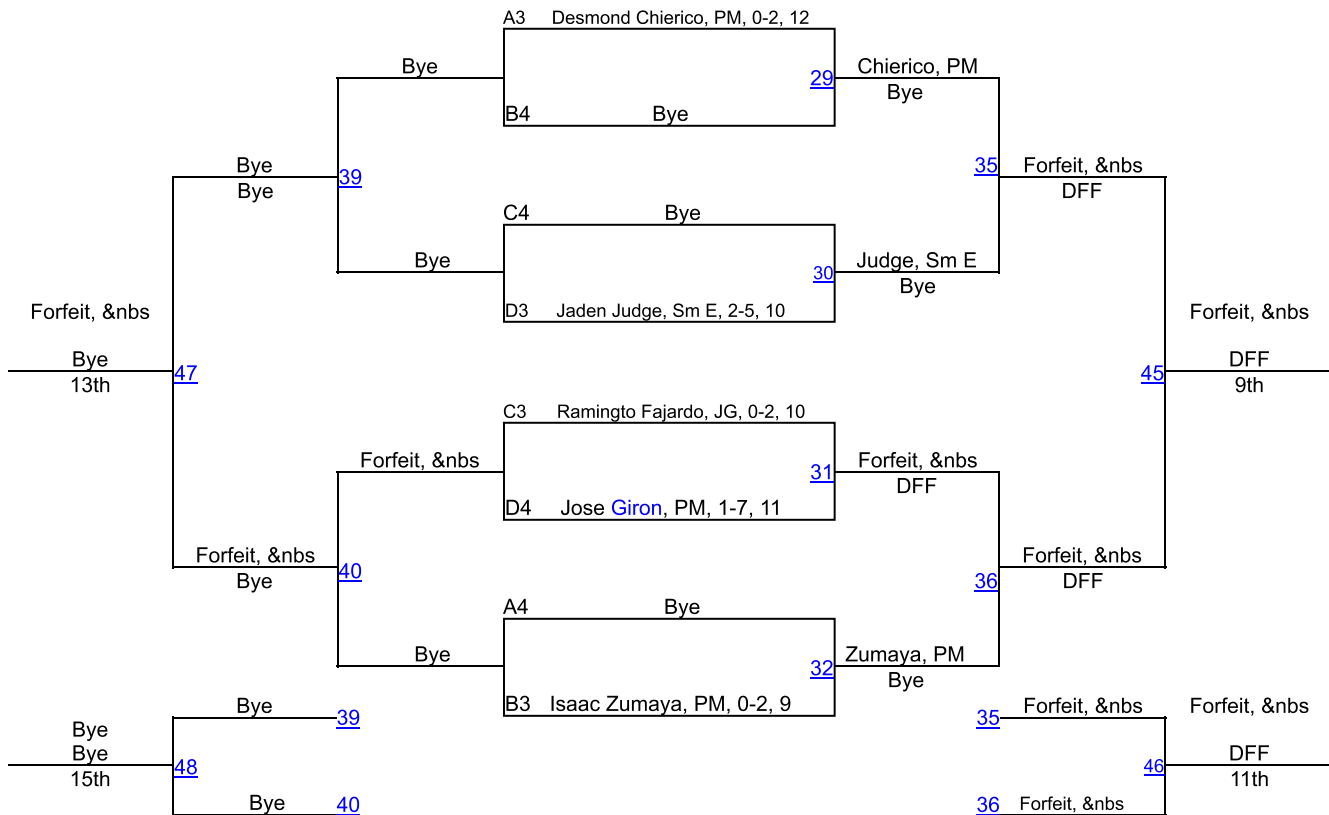 A3 Desmond Chierico, PM, 0-2, 12
Bye
29
Chierico, PM
Bye
B4 Bye
Bye
Bye
39
35
Forfeit, &nbs
DFF
C4 Bye
Bye
30
Judge, Sm E
Bye
D3 Jaden Judge, Sm E, 2-5, 10
Forfeit, &nbs
Bye
13th
47
45
Forfeit, &nbs
DFF
9th
C3 Ramingto Fajardo, JG, 0-2, 10
Forfeit, &nbs
31
Forfeit, &nbs
DFF
D4 Jose Giron, PM, 1-7, 11
Forfeit, &nbs
Bye
40
36
Forfeit, &nbs
DFF
A4 Bye
Bye
32
Zumaya, PM
Bye
B3 Isaac Zumaya, PM, 0-2, 9
Bye
39
35
Forfeit, &nbs
Forfeit, &nbs
Bye
Bye
15th
48
46
DFF
11th
Bye
40
36
Forfeit, &nbs